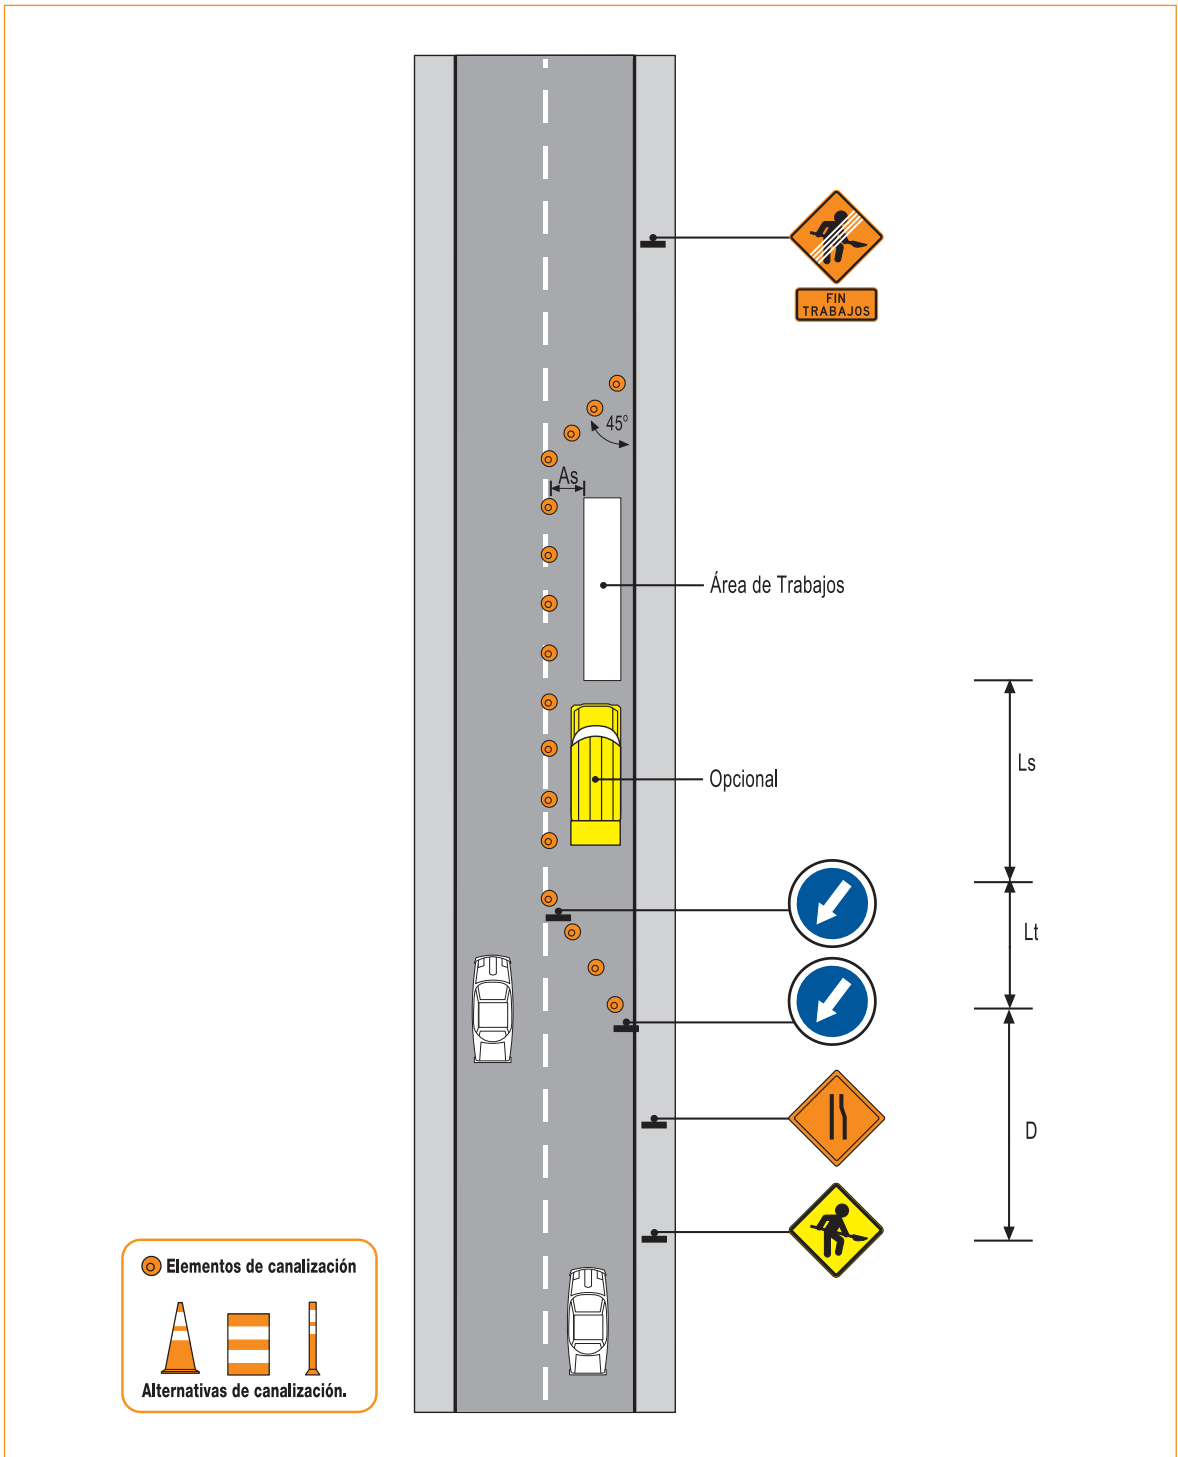 FIN
TRABAJOS
45°
As
Área de Trabajos
Ls
Opcional
Lt
D
Elementos de canalización
Alternativas de canalización.